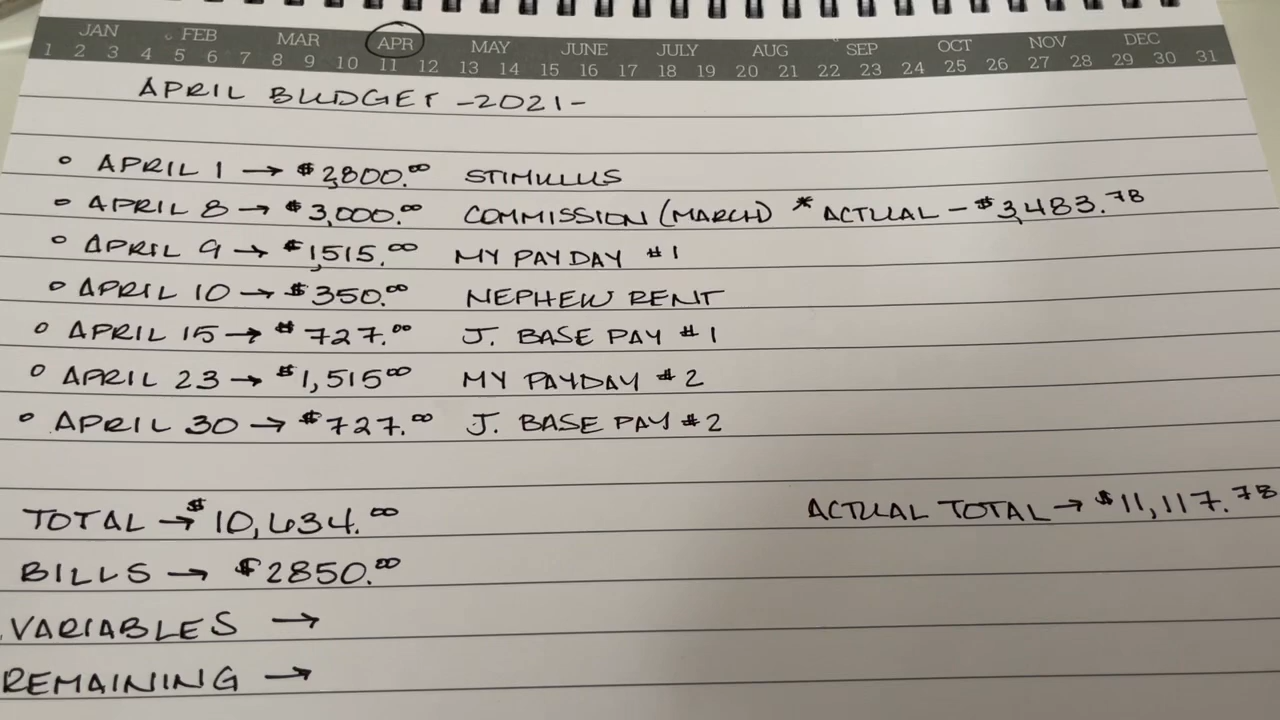 JAN FEB MAR APR MAY JUNE JULY AUG SEP OCT NOV DEC
1 2 3 4 5 6 7 8 9 10 11 12 13 14 15 16 17 18 19 20 21 22 23 24 25 26 27 28 29 30 31
APRIL BUDGET -2021-
○ APRIL 1 → $2,800.00 STIMULUS
○ APRIL 8 → $3,000.00 COMMISSION (MARCH) * ACTUAL - $3,483.78
○ APRIL 9 → $1,515.00 MY PAYDAY #1
○ APRIL 10 → $350.00 NEPHEW RENT
○ APRIL 15 → $727.00 J. BASE PAY #1
○ APRIL 23 → $1,515 00 MY PAYDAY #2
○ APRIL 30 → $727.00 J. BASE PAY #2
TOTAL → $10,634.00 ACTUAL TOTAL → $11,117.78
BILLS → $2850.00
VARIABLES →
REMAINING →